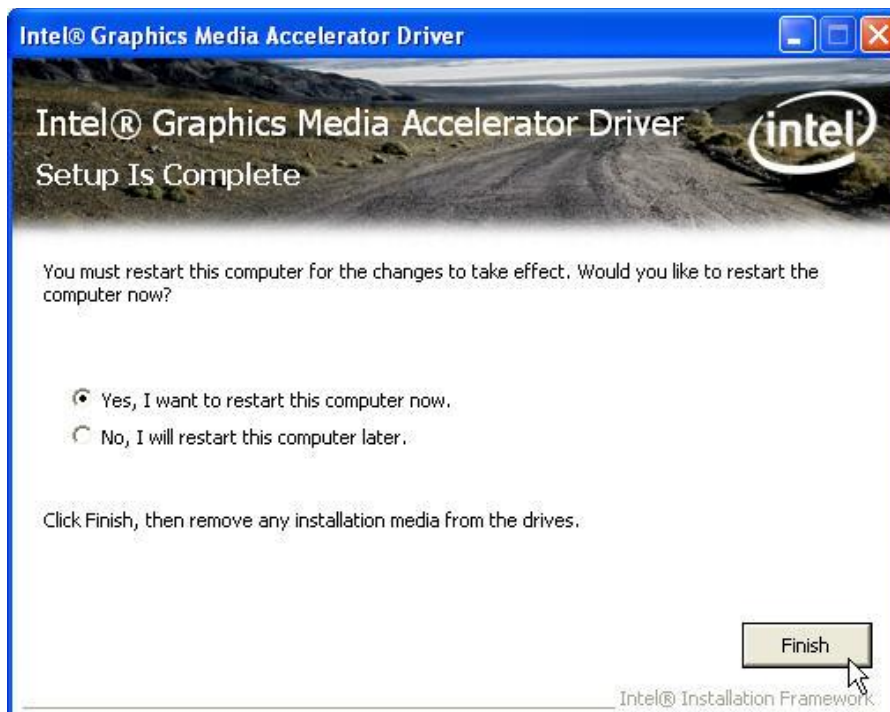 Intel® Graphics Media Accelerator Driver
Intel® Graphics Media Accelerator Driver
intel
Setup Is Complete
You must restart this computer for the changes to take effect. Would you like to restart the
computer now?
Yes, I want to restart this computer now.
No, I will restart this computer later.
Click Finish, then remove any installation media from the drives.
Finish
Intel® Installation Framework